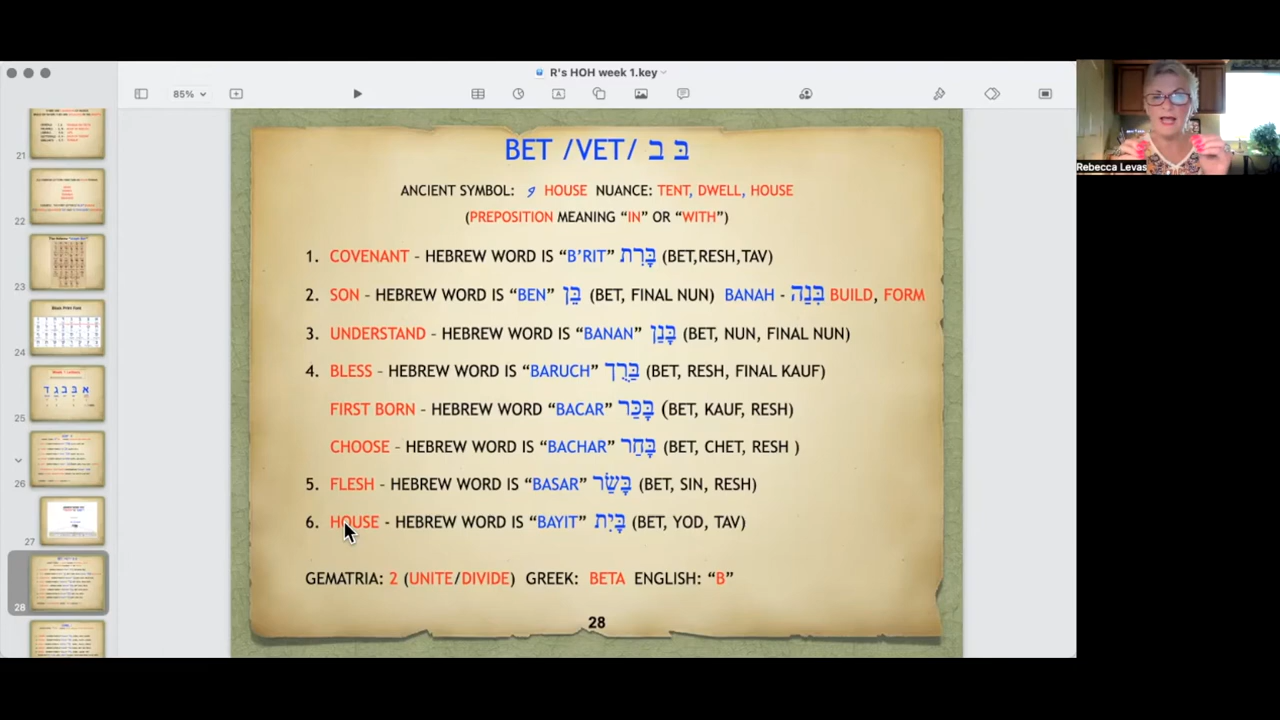 R's HOH week 1.key
85%
Rebecca Levas
21
22
23
24
25
26
27
28
BET /VET/ ב בּ
ANCIENT SYMBOL: HOUSE NUANCE: TENT, DWELL, HOUSE
(PREPOSITION MEANING “IN” OR “WITH”)
1. COVENANT - HEBREW WORD IS “B’RIT” בָּרִת (BET,RESH,TAV)
2. SON - HEBREW WORD IS “BEN” בֵּן (BET, FINAL NUN) BANAH - בִּנַה BUILD, FORM
3. UNDERSTAND - HEBREW WORD IS “BANAN” בָּנַן (BET, NUN, FINAL NUN)
4. BLESS - HEBREW WORD IS “BARUCH” בַּרֻךְ (BET, RESH, FINAL KAUF)
FIRST BORN - HEBREW WORD “BACAR” בָּכַּר (BET, KAUF, RESH)
CHOOSE - HEBREW WORD IS “BACHAR” בָּחַר (BET, CHET, RESH )
5. FLESH - HEBREW WORD IS “BASAR” בָּשַׂר (BET, SIN, RESH)
6. HOUSE - HEBREW WORD IS “BAYIT” בָּיִת (BET, YOD, TAV)
GEMATRIA: 2 (UNITE/DIVIDE) GREEK: BETA ENGLISH: “B”
28